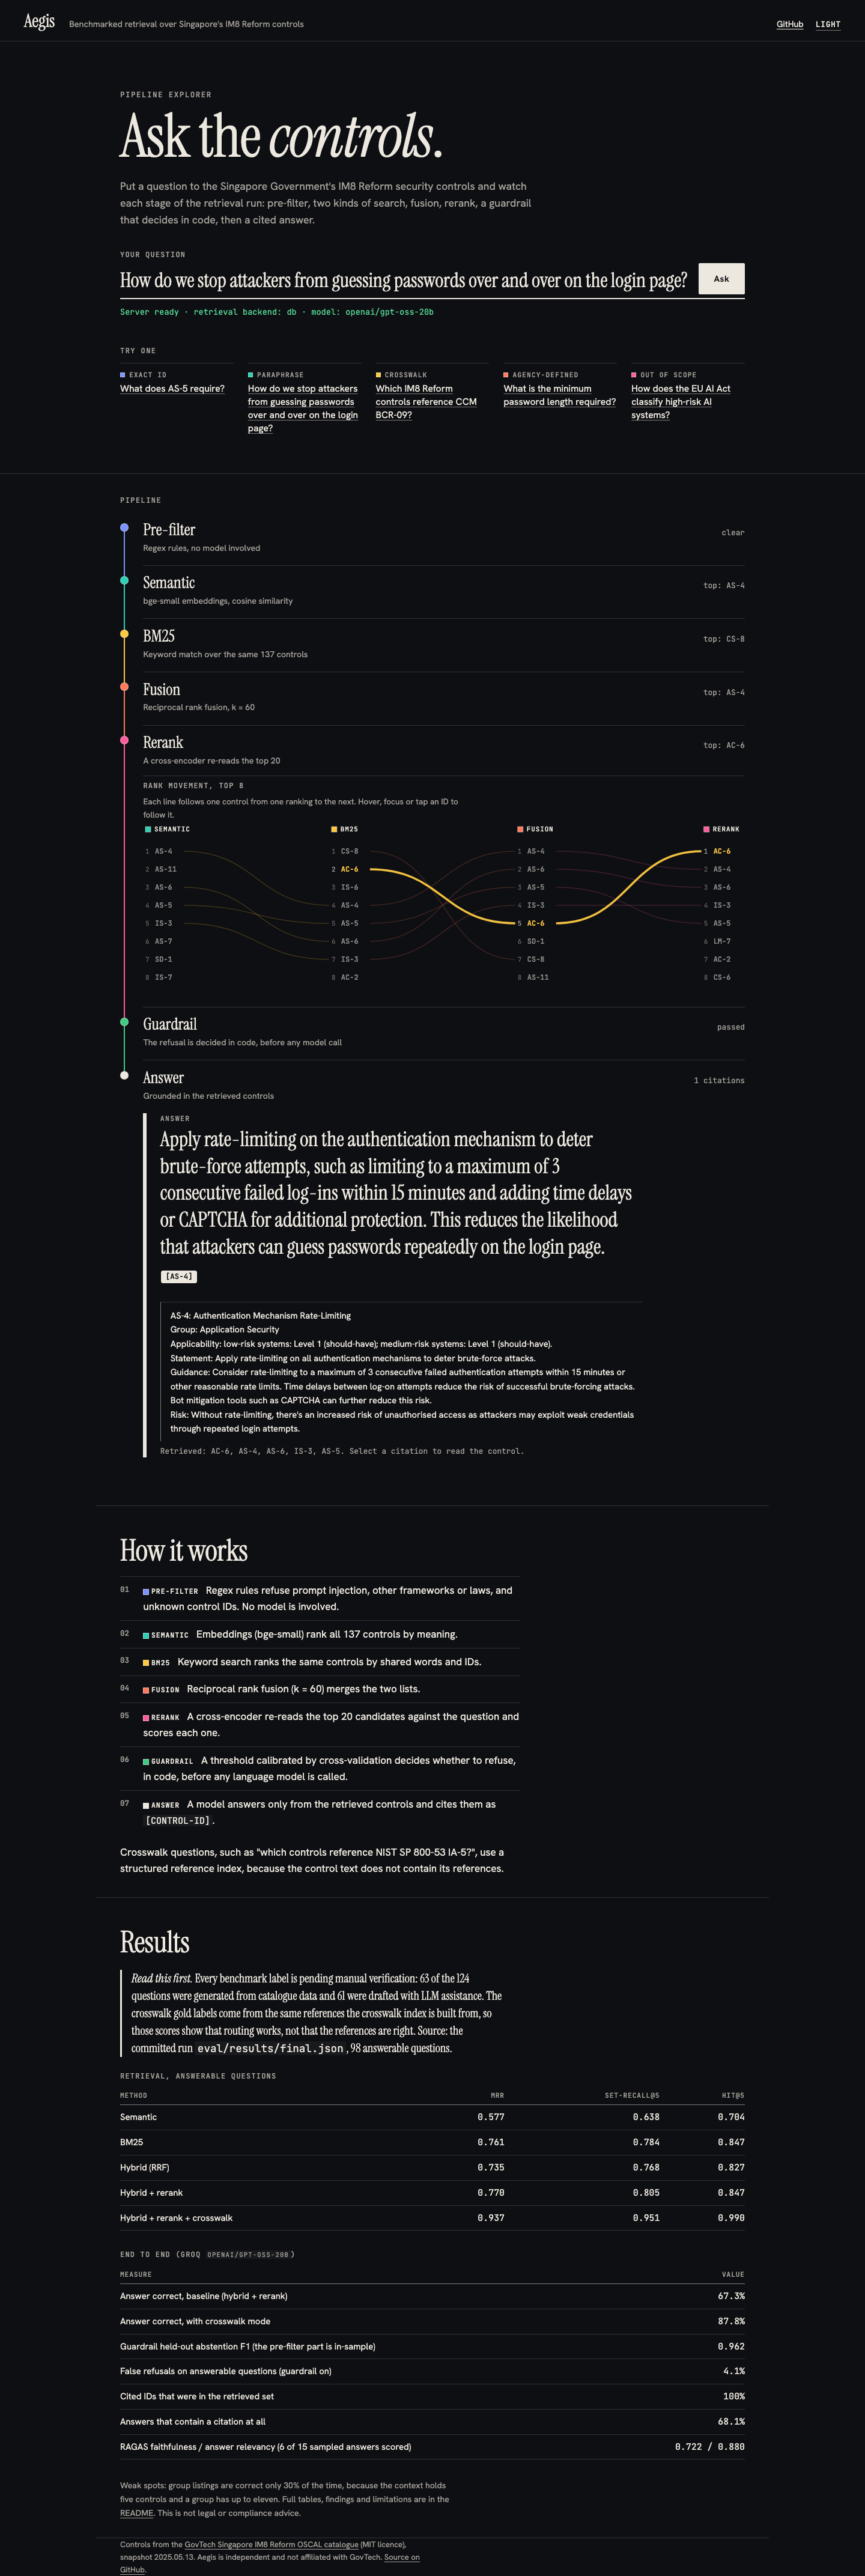 Aegis
Benchmarked retrieval over Singapore's IM8 Reform controls
GitHub
LIGHT
PIPELINE EXPLORER
Ask the controls.
Put a question to the Singapore Government's IM8 Reform security controls and watch
each stage of the retrieval run: pre-filter, two kinds of search, fusion, rerank, a guardrail
that decides in code, then a cited answer.
YOUR QUESTION
How do we stop attackers from guessing passwords over and over on the login page?
Ask
Server ready · retrieval backend: db · model: openai/gpt-oss-20b
TRY ONE
EXACT ID
What does AS-5 require?
PARAPHRASE
How do we stop attackers
from guessing passwords
over and over on the login
page?
CROSSWALK
Which IM8 Reform
controls reference CCM
BCR-09?
AGENCY-DEFINED
What is the minimum
password length required?
OUT OF SCOPE
How does the EU AI Act
classify high-risk AI
systems?
PIPELINE
Pre-filter
clear
Regex rules, no model involved
Semantic
top: AS-4
bge-small embeddings, cosine similarity
BM25
top: CS-8
Keyword match over the same 137 controls
Fusion
top: AS-4
Reciprocal rank fusion, k = 60
Rerank
top: AC-6
A cross-encoder re-reads the top 20
RANK MOVEMENT, TOP 8
Each line follows one control from one ranking to the next. Hover, focus or tap an ID to
follow it.
SEMANTIC BM25 FUSION RERANK
1 AS-4 1 CS-8 1 AS-4 1 AC-6
2 AS-11 2 AC-6 2 AS-6 2 AS-4
3 AS-6 3 IS-6 3 AS-5 3 AS-6
4 AS-5 4 AS-4 4 IS-3 4 IS-3
5 IS-3 5 AS-5 5 AC-6 5 AS-5
6 AS-7 6 AS-6 6 SD-1 6 LM-7
7 SD-1 7 IS-3 7 CS-8 7 AC-2
8 IS-7 8 AC-2 8 AS-11 8 CS-6
Guardrail
passed
The refusal is decided in code, before any model call
Answer
1 citations
Grounded in the retrieved controls
ANSWER
Apply rate-limiting on the authentication mechanism to deter
brute-force attempts, such as limiting to a maximum of 3
consecutive failed log-ins within 15 minutes and adding time delays
or CAPTCHA for additional protection. This reduces the likelihood
that attackers can guess passwords repeatedly on the login page.
[AS-4]
AS-4: Authentication Mechanism Rate-Limiting
Group: Application Security
Applicability: low-risk systems: Level 1 (should-have); medium-risk systems: Level 1 (should-have).
Statement: Apply rate-limiting on all authentication mechanisms to deter brute-force attacks.
Guidance: Consider rate-limiting to a maximum of 3 consecutive failed authentication attempts within 15 minutes or
other reasonable rate limits. Time delays between log-on attempts reduce the risk of successful brute-forcing attacks.
Bot mitigation tools such as CAPTCHA can further reduce this risk.
Risk: Without rate-limiting, there's an increased risk of unauthorised access as attackers may exploit weak credentials
through repeated login attempts.
Retrieved: AC-6, AS-4, AS-6, IS-3, AS-5. Select a citation to read the control.
How it works
01 PRE-FILTER Regex rules refuse prompt injection, other frameworks or laws, and
unknown control IDs. No model is involved.
02 SEMANTIC Embeddings (bge-small) rank all 137 controls by meaning.
03 BM25 Keyword search ranks the same controls by shared words and IDs.
04 FUSION Reciprocal rank fusion (k = 60) merges the two lists.
05 RERANK A cross-encoder re-reads the top 20 candidates against the question and
scores each one.
06 GUARDRAIL A threshold calibrated by cross-validation decides whether to refuse,
in code, before any language model is called.
07 ANSWER A model answers only from the retrieved controls and cites them as
[CONTROL-ID].
Crosswalk questions, such as "which controls reference NIST SP 800-53 IA-5?", use a
structured reference index, because the control text does not contain its references.
Results
Read this first. Every benchmark label is pending manual verification: 63 of the 124
questions were generated from catalogue data and 61 were drafted with LLM assistance. The
crosswalk gold labels come from the same references the crosswalk index is built from, so
those scores show that routing works, not that the references are right. Source: the
committed run eval/results/final.json, 98 answerable questions.
RETRIEVAL, ANSWERABLE QUESTIONS
METHOD MRR SET-RECALL@5 HIT@5
Semantic 0.577 0.638 0.704
BM25 0.761 0.784 0.847
Hybrid (RRF) 0.735 0.768 0.827
Hybrid + rerank 0.770 0.805 0.847
Hybrid + rerank + crosswalk 0.937 0.951 0.990
END TO END (GROQ OPENAI/GPT-OSS-20B)
MEASURE VALUE
Answer correct, baseline (hybrid + rerank) 67.3%
Answer correct, with crosswalk mode 87.8%
Guardrail held-out abstention F1 (the pre-filter part is in-sample) 0.962
False refusals on answerable questions (guardrail on) 4.1%
Cited IDs that were in the retrieved set 100%
Answers that contain a citation at all 68.1%
RAGAS faithfulness / answer relevancy (6 of 15 sampled answers scored) 0.722 / 0.880
Weak spots: group listings are correct only 30% of the time, because the context holds
five controls and a group has up to eleven. Full tables, findings and limitations are in the
README. This is not legal or compliance advice.
Controls from the GovTech Singapore IM8 Reform OSCAL catalogue (MIT licence),
snapshot 2025.05.13. Aegis is independent and not affiliated with GovTech. Source on
GitHub.